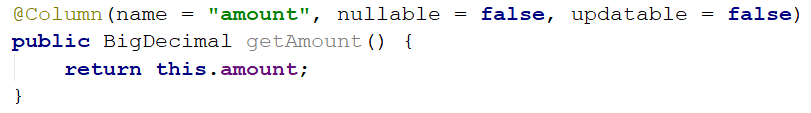 @Column(name = "amount", nullable = false, updatable = false)
public BigDecimal getAmount() {
    return this.amount;
}